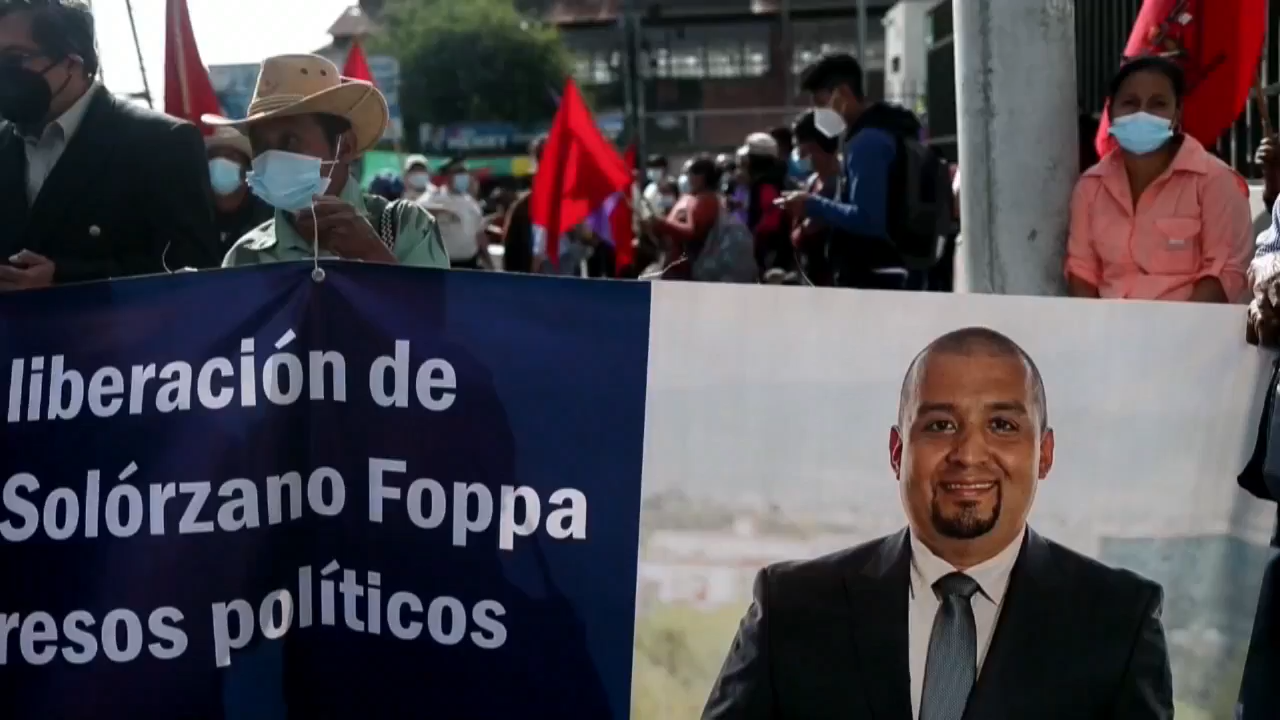 liberación de
Solórzano Foppa
resos políticos